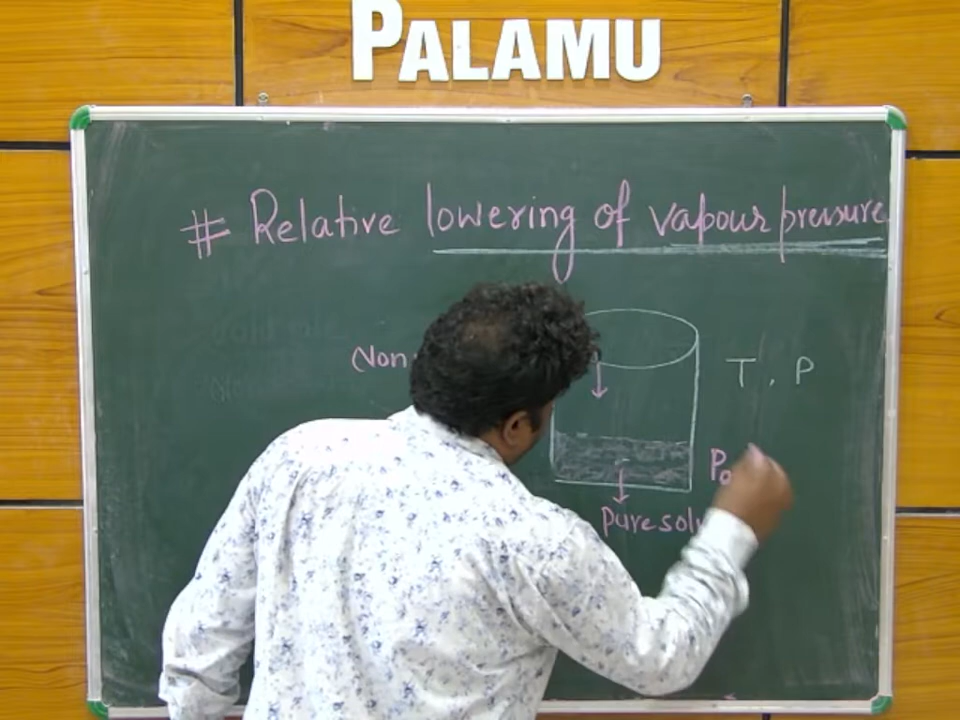 PALAMU
# Relative lowering of vapour pressure
(Non
T, P
Po
Pure solv